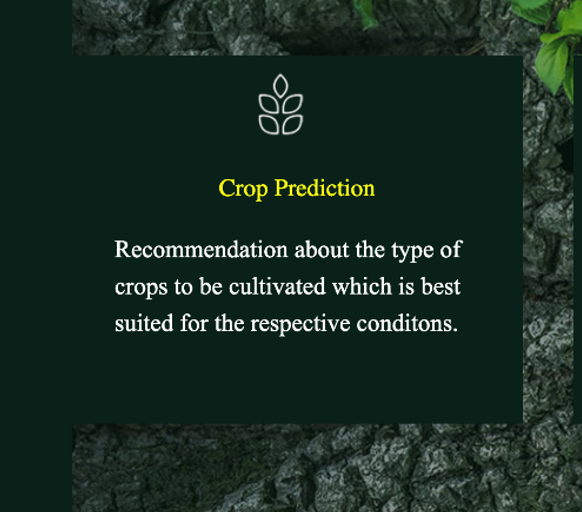 Crop Prediction
Recommendation about the type of
crops to be cultivated which is best
suited for the respective conditons.